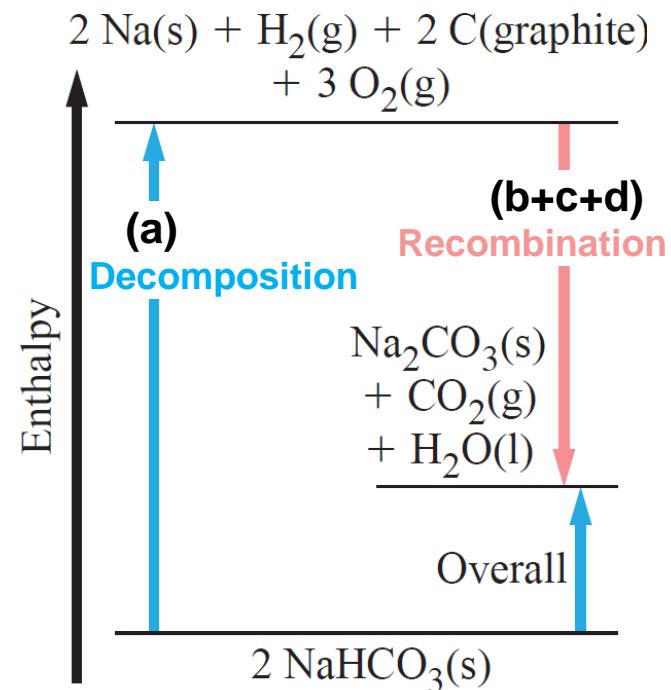 2 Na(s) + H₂(g) + 2 C(graphite)
+ 3 O₂(g)
(a)
Decomposition
(b+c+d)
Recombination
Enthalpy
Na₂CO₃(s)
+ CO₂(g)
+ H₂O(l)
Overall
2 NaHCO₃(s)